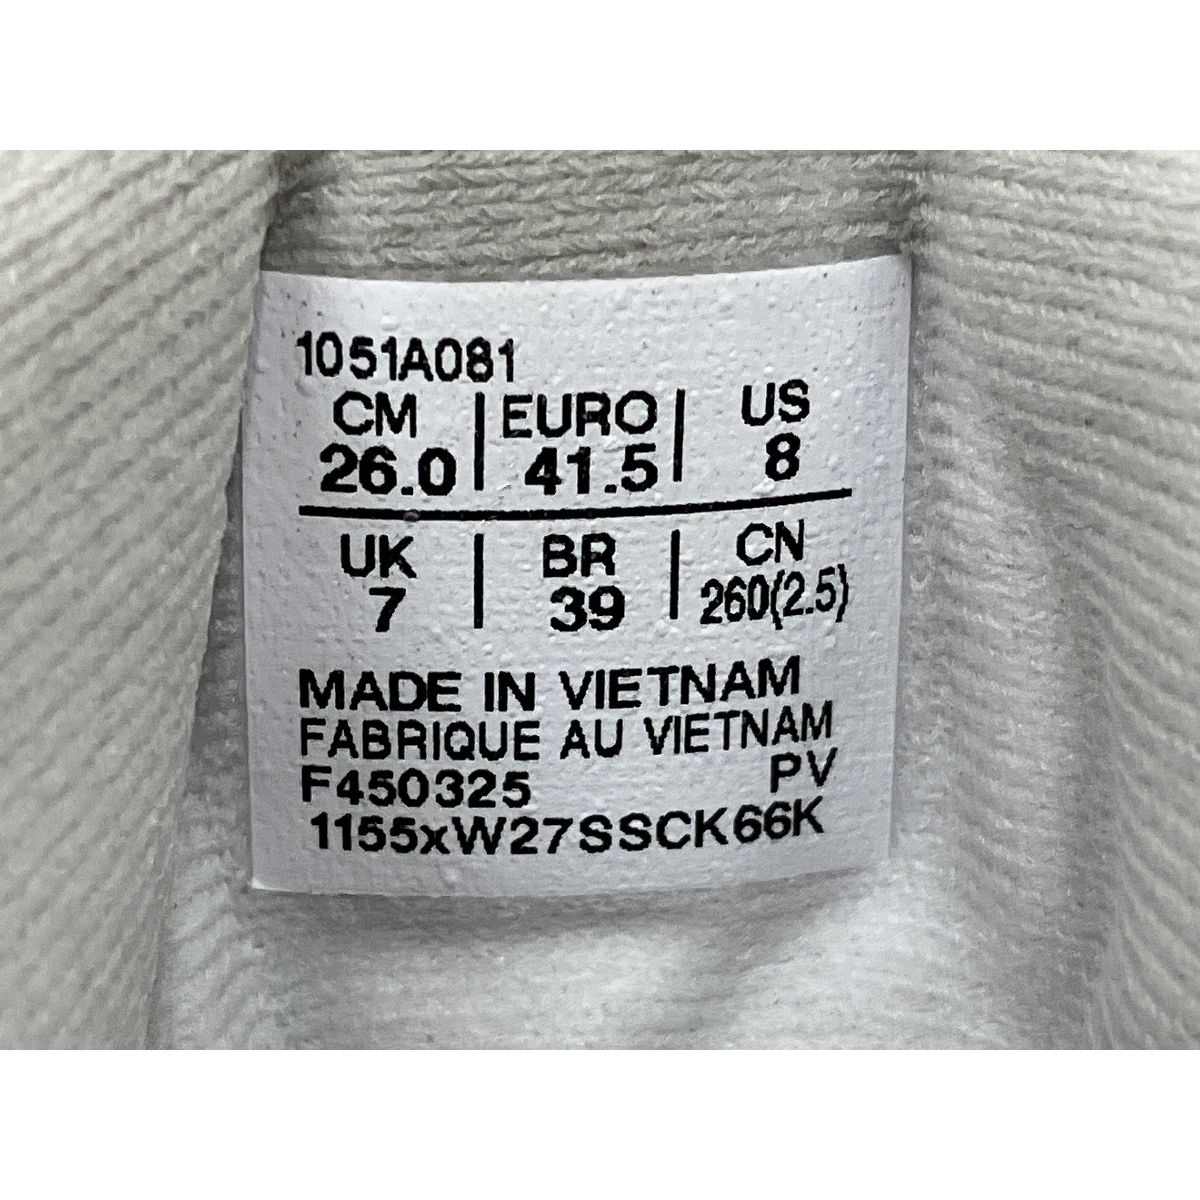 1051A081
CM | EURO | US
26.0 | 41.5 | 8
UK | BR | CN
7 | 39 | 260(2.5)
MADE IN VIETNAM
FABRIQUE AU VIETNAM
F450325 PV
1155xW27SSCK66K